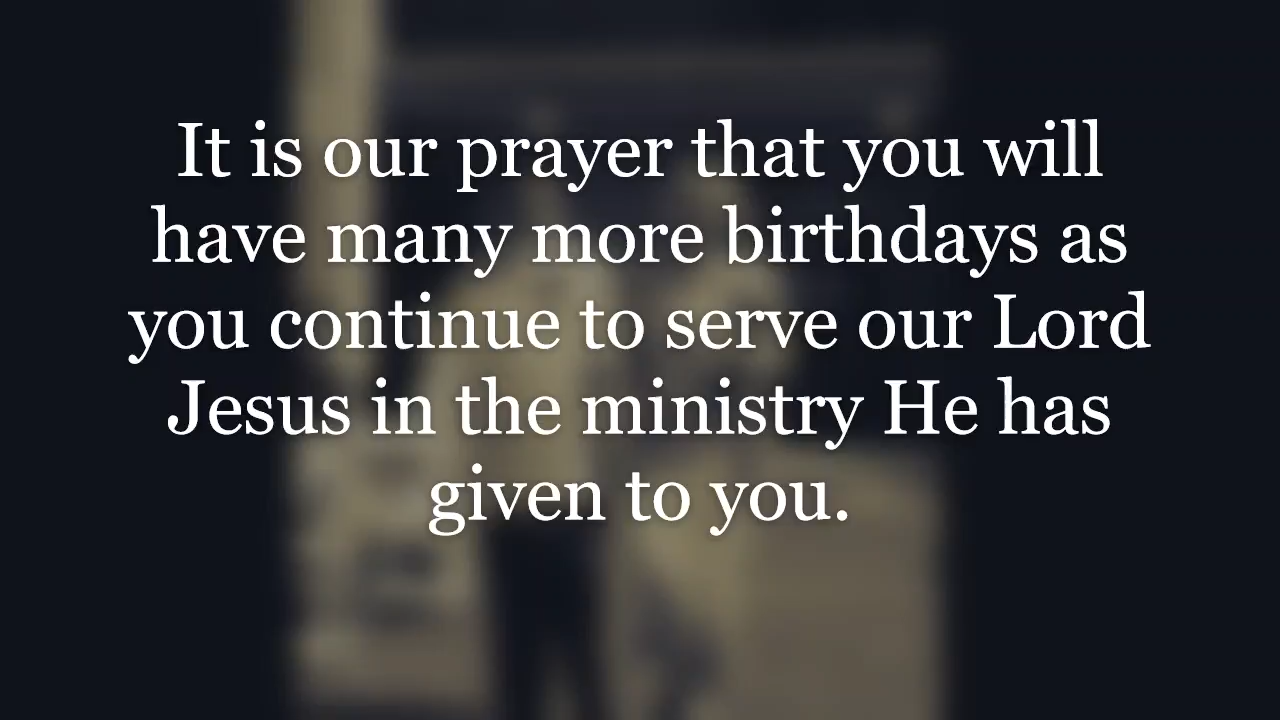 It is our prayer that you will
have many more birthdays as
you continue to serve our Lord
Jesus in the ministry He has
given to you.